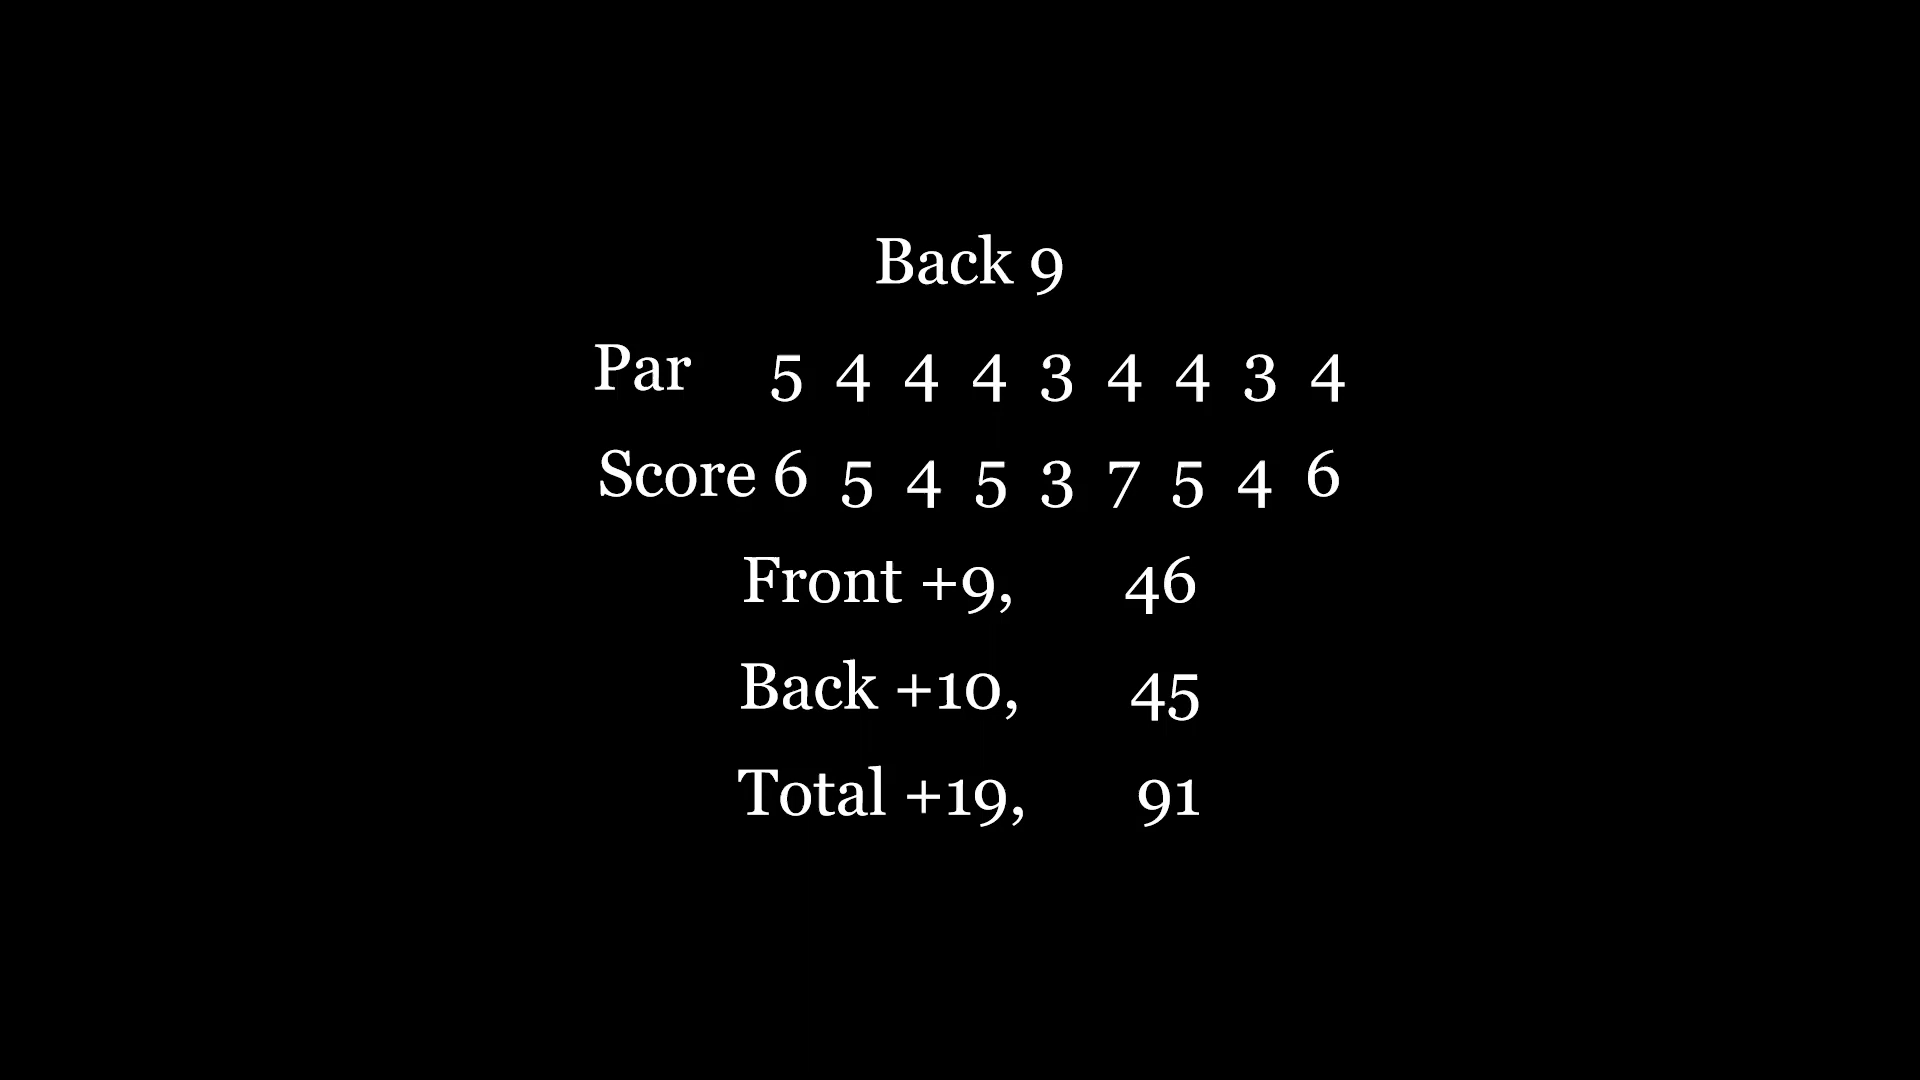 Back 9
Par 5 4 4 4 3 4 4 3 4
Score 6 5 4 5 3 7 5 4 6
Front +9, 46
Back +10, 45
Total +19, 91